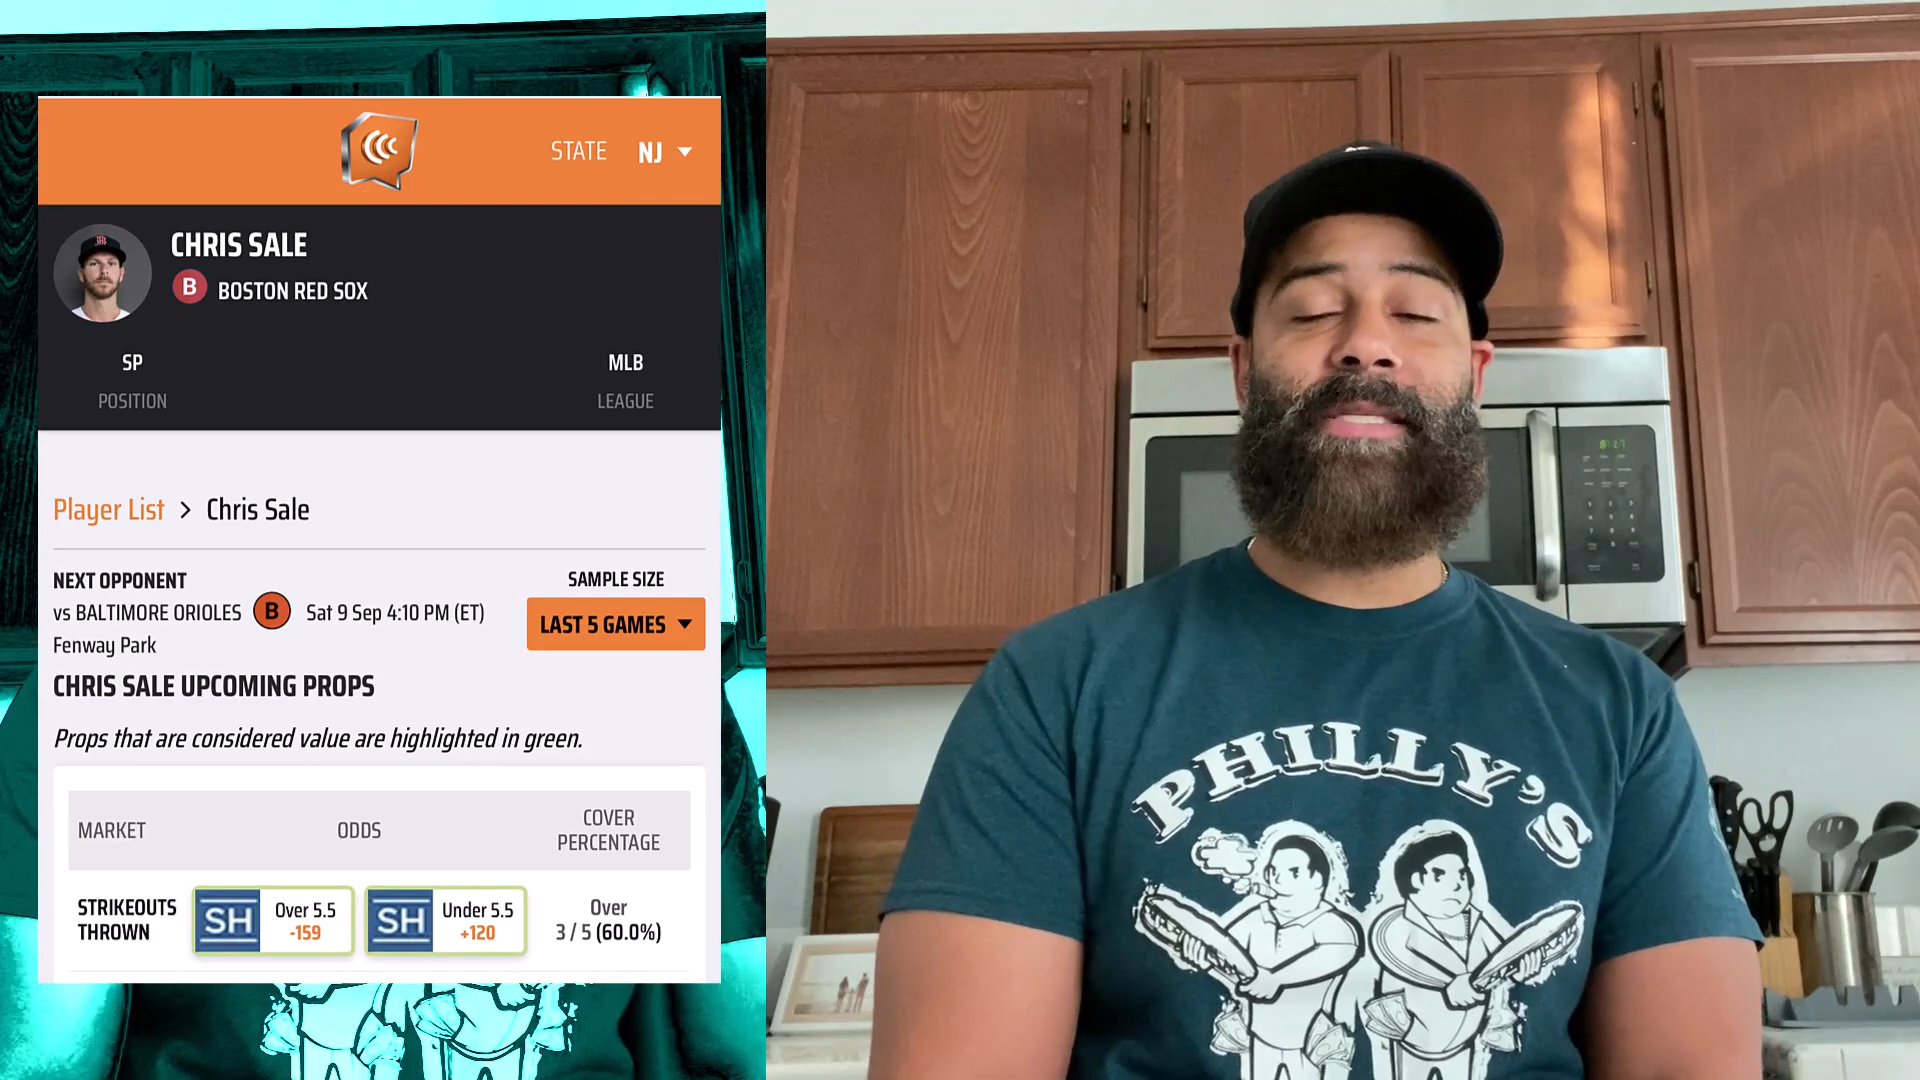 STATE NJ
CHRIS SALE
B BOSTON RED SOX
SP
MLB
POSITION
LEAGUE
Player List > Chris Sale
NEXT OPPONENT
vs BALTIMORE ORIOLES B Sat 9 Sep 4:10 PM (ET)
Fenway Park
SAMPLE SIZE
LAST 5 GAMES
CHRIS SALE UPCOMING PROPS
Props that are considered value are highlighted in green.
MARKET
ODDS
COVER
PERCENTAGE
STRIKEOUTS
THROWN
SH
Over 5.5
-159
SH
Under 5.5
+120
Over
3 / 5 (60.0%)
8:17
PHILLY'S